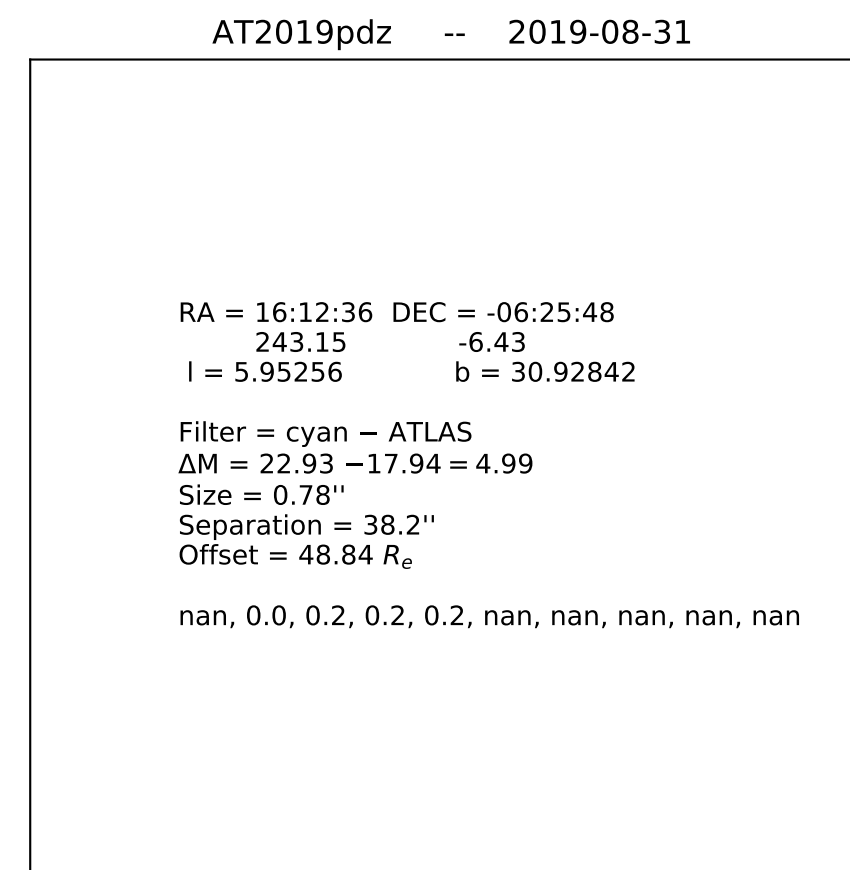 AT2019pdz -- 2019-08-31
RA = 16:12:36 DEC = -06:25:48
243.15 -6.43
l = 5.95256 b = 30.92842
Filter = cyan − ATLAS
ΔM = 22.93 −17.94 = 4.99
Size = 0.78''
Separation = 38.2''
Offset = 48.84 Rₑ
nan, 0.0, 0.2, 0.2, 0.2, nan, nan, nan, nan, nan